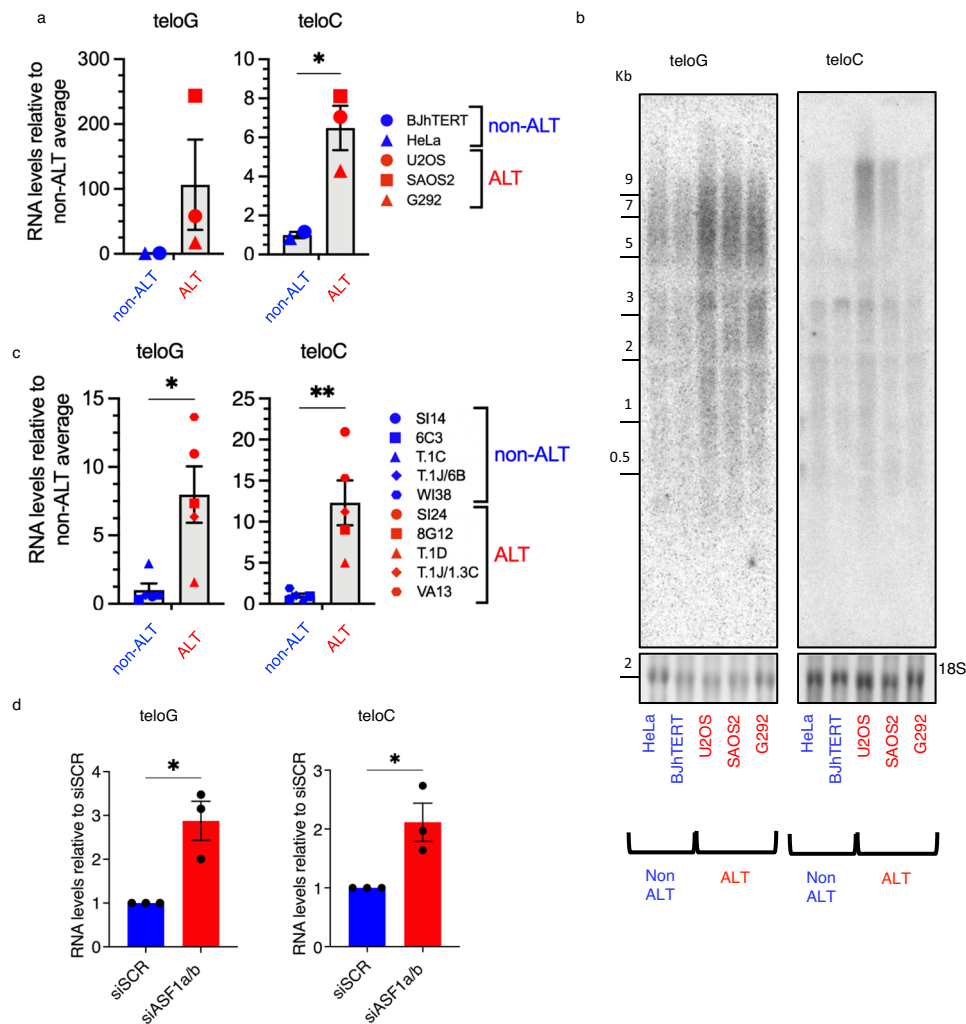 a
teoG
teloC
RNA levels relative to
non-ALT average
300
200
100
0
non-ALT
ALT
10
8
6
4
2
0
*
non-ALT
ALT
BJhTERT
HeLa
U2OS
SAOS2
G292
non-ALT
ALT
b
teloG
teloC
Kb
9
7
5
3
2
1
0.5
2
18S
HeLa
BJhTERT
U2OS
SAOS2
G292
HeLa
BJhTERT
U2OS
SAOS2
G292
Non
ALT
ALT
Non
ALT
ALT
c
teloG
teloC
RNA levels relative to
non-ALT average
15
10
5
0
*
non-ALT
ALT
25
20
15
10
5
0
**
non-ALT
ALT
SI14
6C3
T.1C
T.1J/6B
WI38
SI24
8G12
T.1D
T.1J/1.3C
VA13
non-ALT
ALT
d
teloG
teloC
RNA levels relative to siSCR
4
3
2
1
0
*
siSCR
siASF1a/b
RNA levels relative to siSCR
3
2
1
0
*
siSCR
siASF1a/b